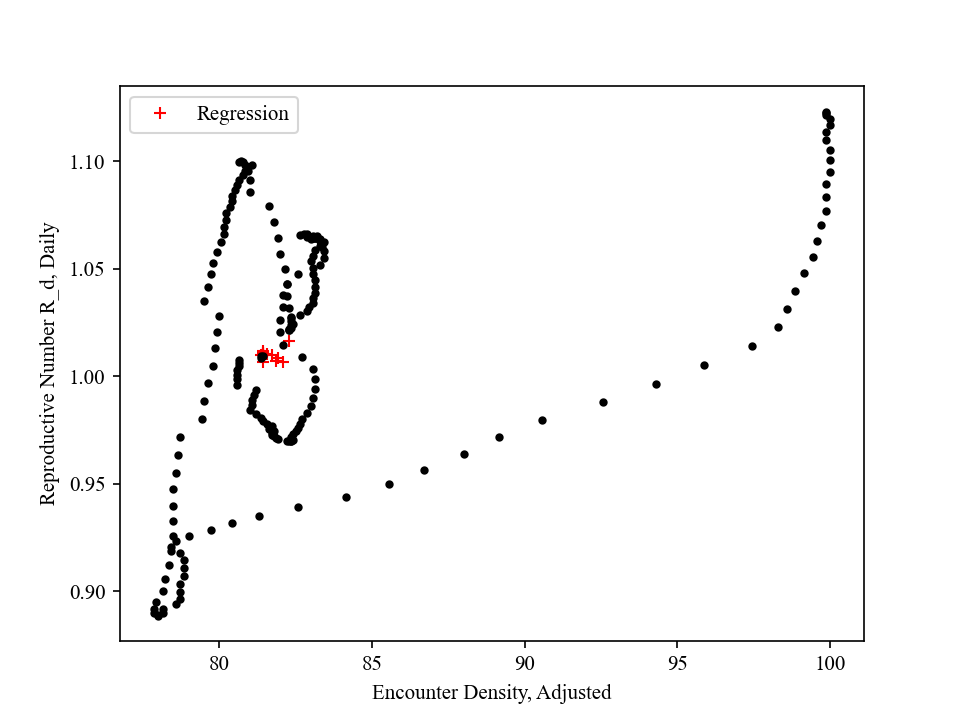 Regression
1.10
1.05
1.00
0.95
0.90
Reproductive Number R_d, Daily
80 85 90 95 100
Encounter Density, Adjusted